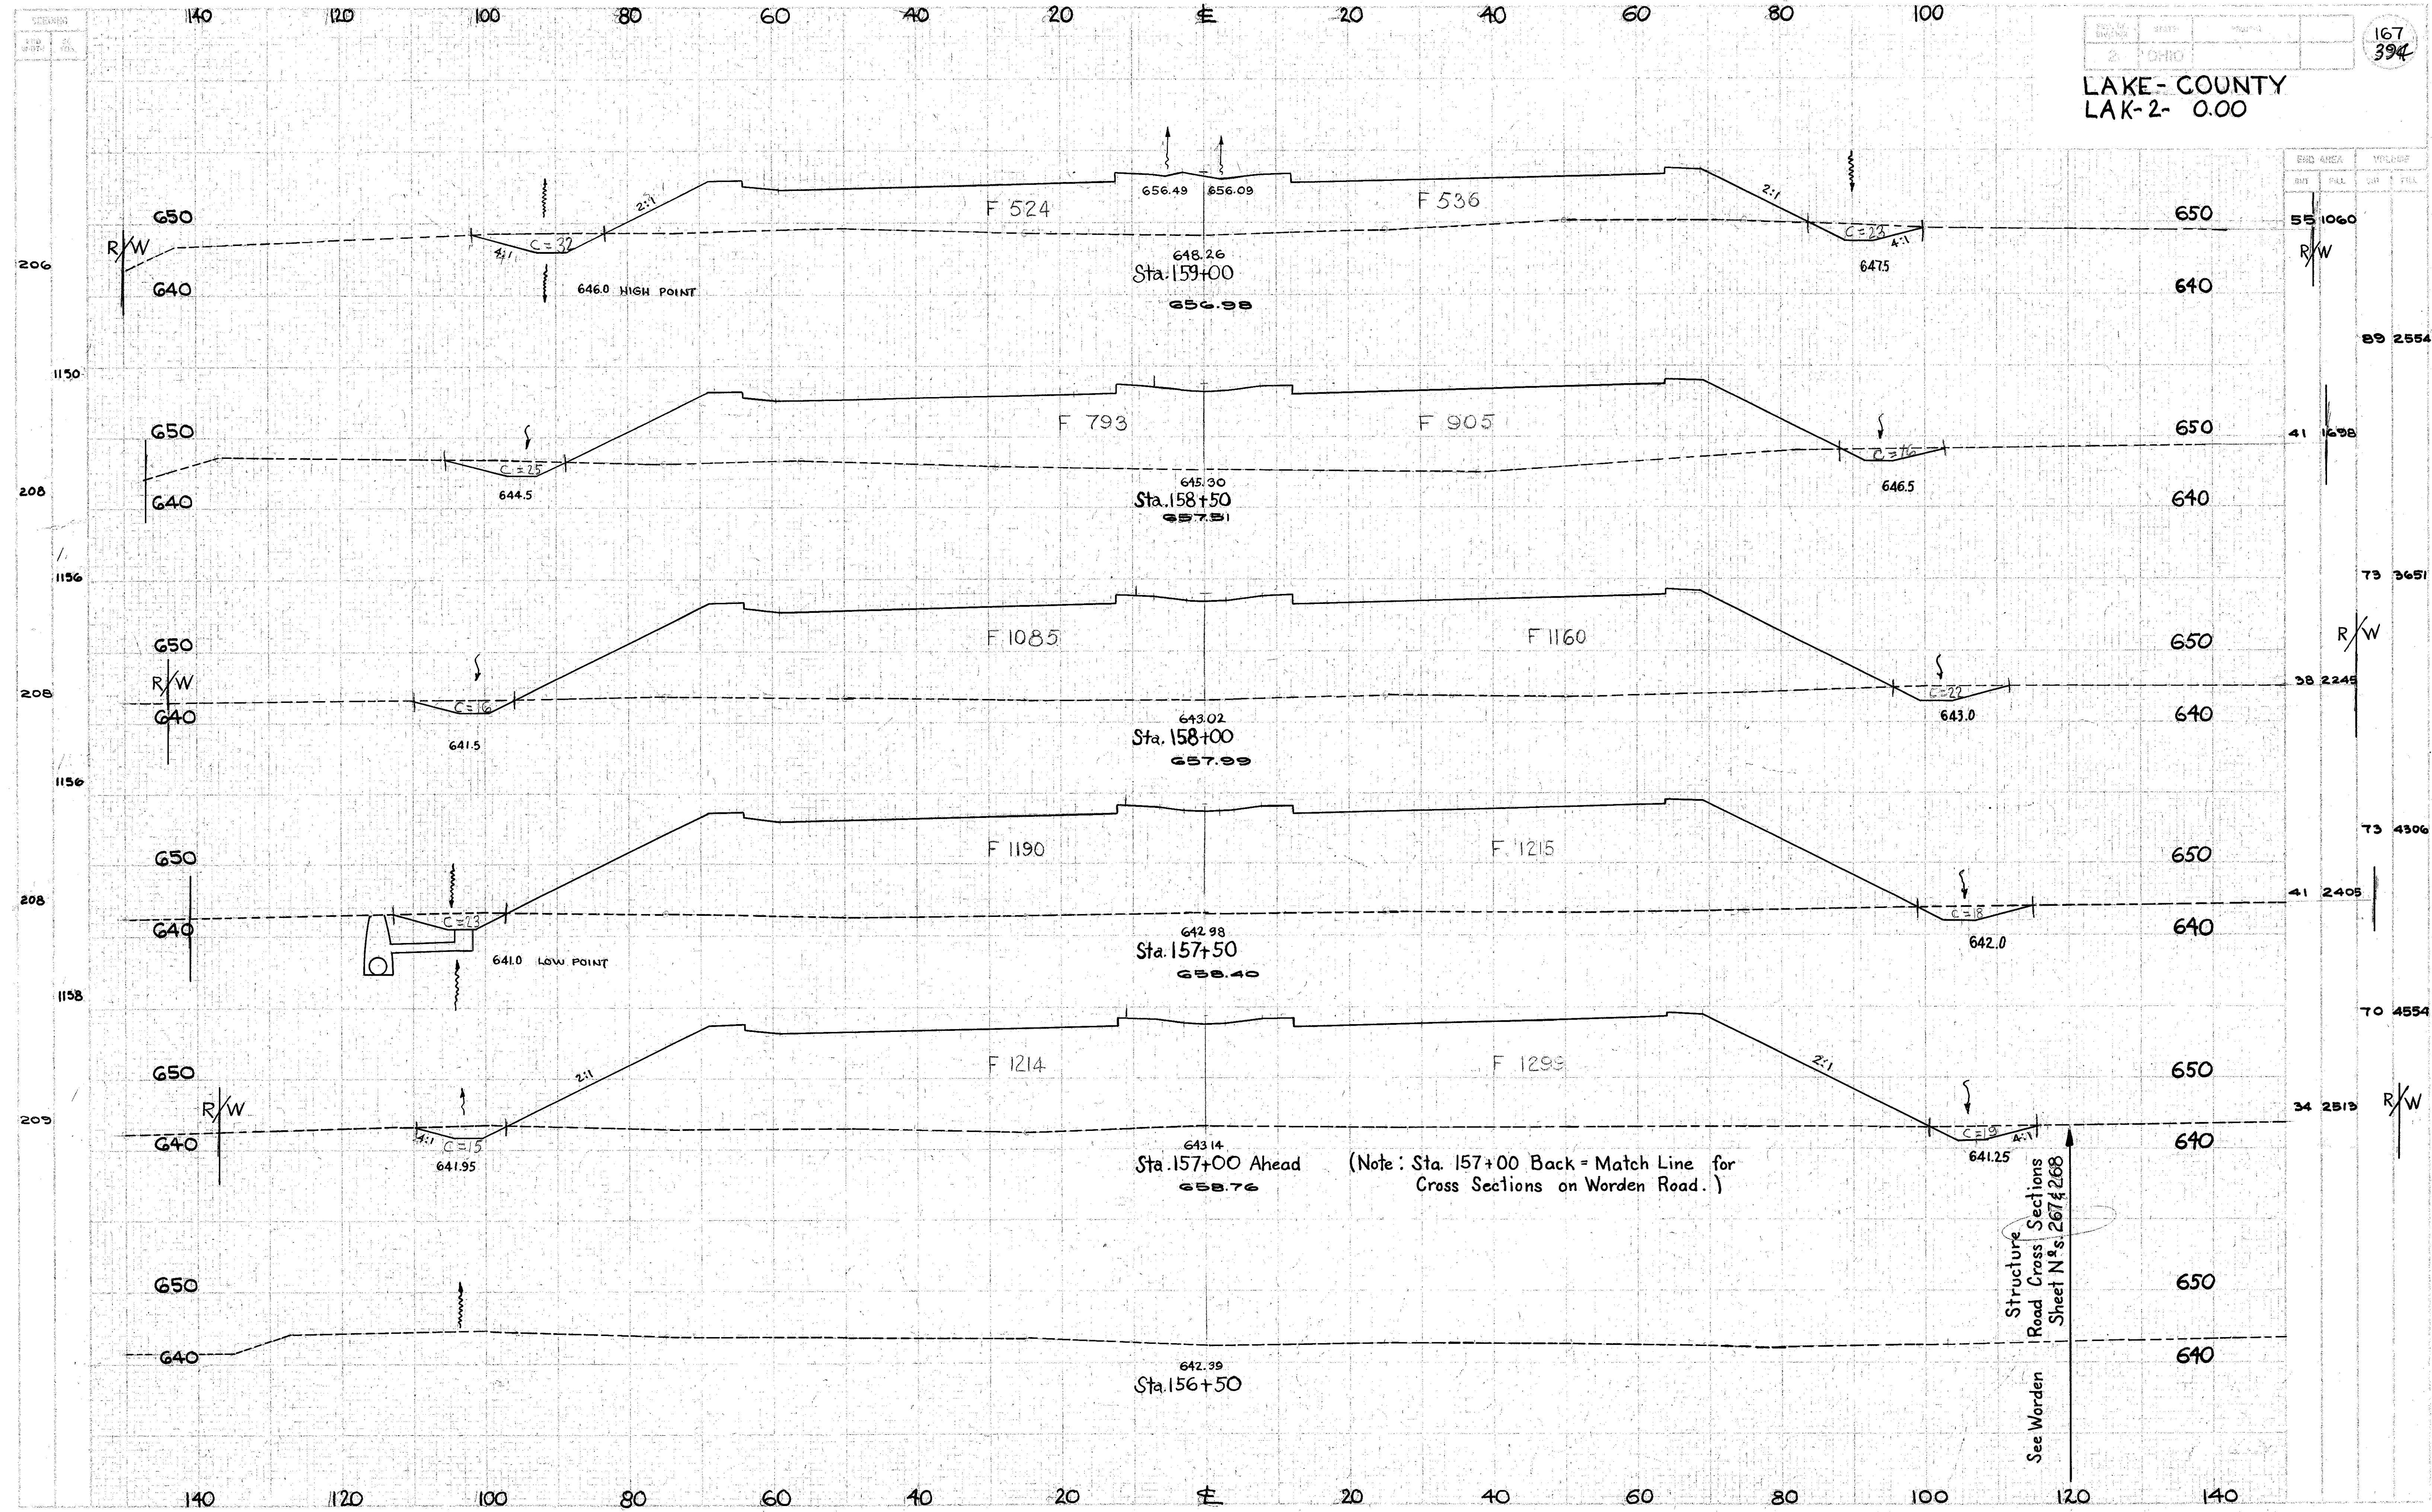 140 120 100 80 60 40 20 ℄ 20 40 60 80 100
167
394
OHIO
LAKE-COUNTY
LAK-2- 0.00
END AREA VOLUME
CUT FILL CUT FILL
656.49 656.09
2:1 F 524 F 536 2:1
650 650 55 1060
R/W 4:1 C=32 C=23 4:1 R/W
648.26
206 647.5
Sta. 159+00
640 646.0 HIGH POINT 640
656.98
89 2554
1150
F 793 F 905
650 650 41 1698
C=25 C=16
645.30
208 644.5 646.5
640 Sta. 158+50 640
657.51
1156 73 3651
F 1085 F 1160
650 650 R/W
R/W
208 C=16 C=22 38 2245
640 643.02 643.0 640
641.5 Sta. 158+00
657.99
1156
73 4306
F 1190 F 1215
650 650
208 41 2405
C=23 C=18
640 642.98 642.0 640
Sta. 157+50
641.0 LOW POINT
658.40
1158
70 4554
F 1214 F 1299
650 2:1 2:1 650
R/W 34 2513 R/W
209
640 4:1 C=15 643.14 C=19 4:1 640
641.95 641.25
Sta. 157+00 Ahead (Note: Sta. 157+00 Back = Match Line for
658.76 Cross Sections on Worden Road.)
Structure
See Worden Road Cross Sections
Sheet Nos. 267 & 268
650 650
640 640
642.39
Sta. 156+50
140 120 100 80 60 40 20 ℄ 20 40 60 80 100 120 140